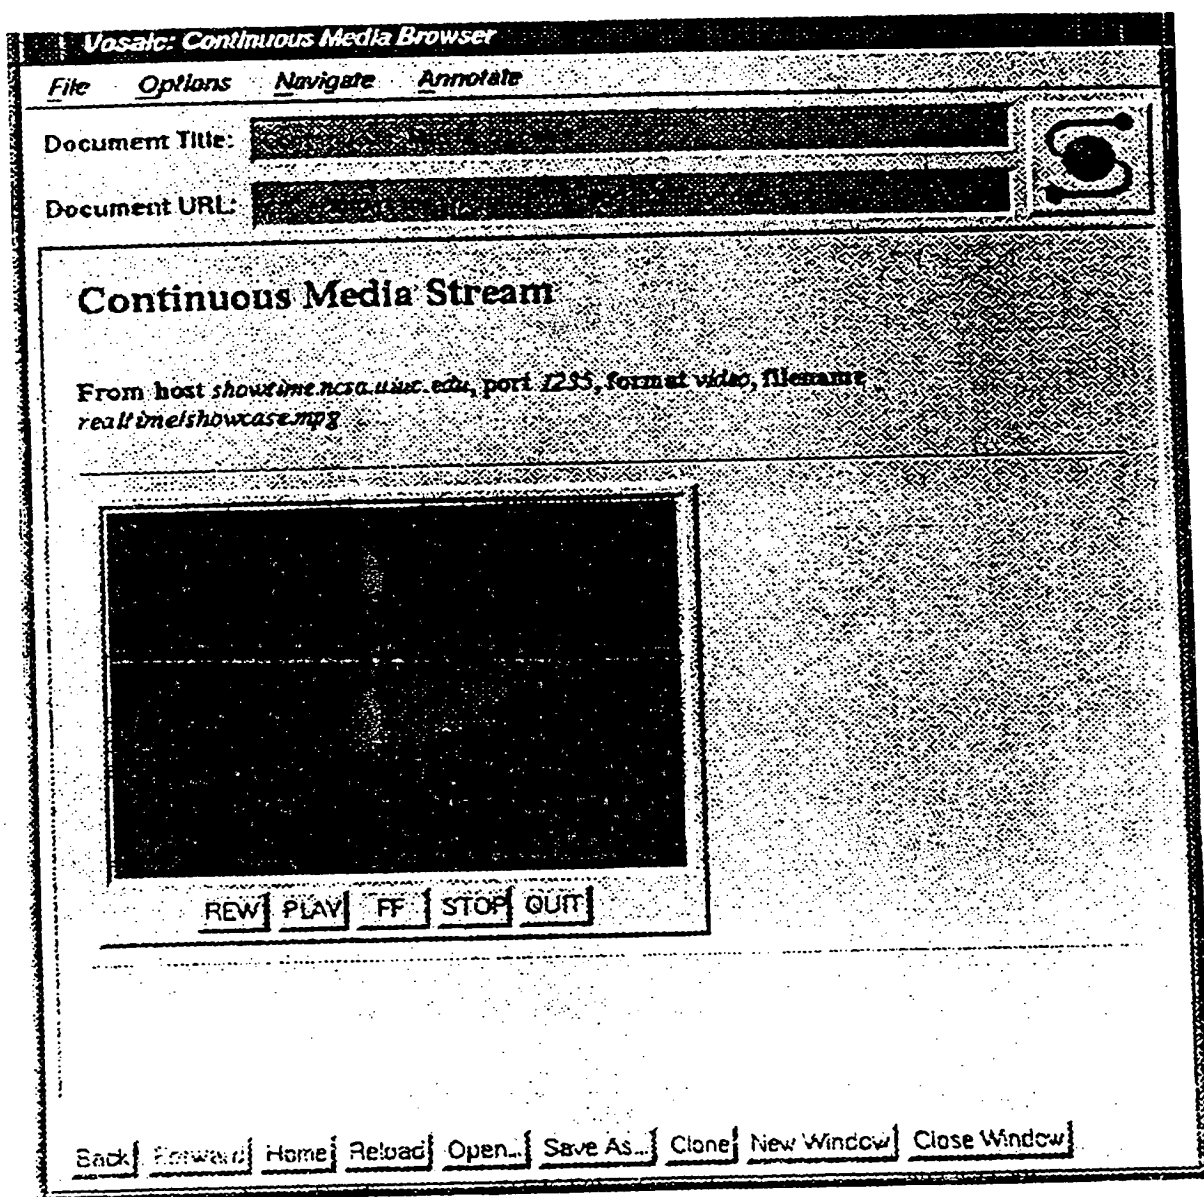 Vosaic: Continuous Media Browser
File Options Navigate Annotate
Document Title:
Document URL:
Continuous Media Stream
From host showtime.ncsa.uiuc.edu, port 1235, format video, filename
realtime/showcase.mpg
REW PLAY FF STOP QUIT
Back Forward Home Reload Open... Save As... Clone New Window Close Window